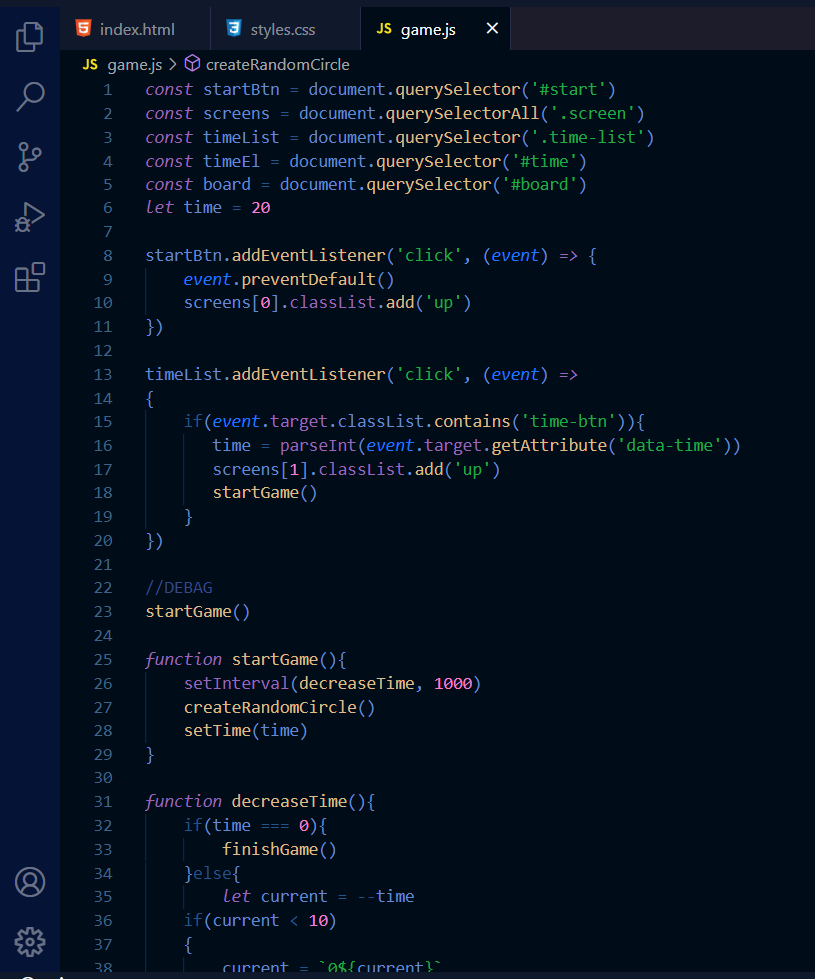 index.html styles.css JS game.js ×
JS game.js > createRandomCircle
1 const startBtn = document.querySelector('#start')
2 const screens = document.querySelectorAll('.screen')
3 const timeList = document.querySelector('.time-list')
4 const timeEl = document.querySelector('#time')
5 const board = document.querySelector('#board')
6 let time = 20
7
8 startBtn.addEventListener('click', (event) => {
9     event.preventDefault()
10     screens[0].classList.add('up')
11 })
12
13 timeList.addEventListener('click', (event) =>
14 {
15     if(event.target.classList.contains('time-btn')){
16        time = parseInt(event.target.getAttribute('data-time'))
17        screens[1].classList.add('up')
18        startGame()
19     }
20 })
21
22 //DEBAG
23 startGame()
24
25 function startGame(){
26     setInterval(decreaseTime, 1000)
27     createRandomCircle()
28     setTime(time)
29 }
30
31 function decreaseTime(){
32     if(time === 0){
33         finishGame()
34     }else{
35         let current = --time
36     if(current < 10)
37     {
38         current = `0${current}`